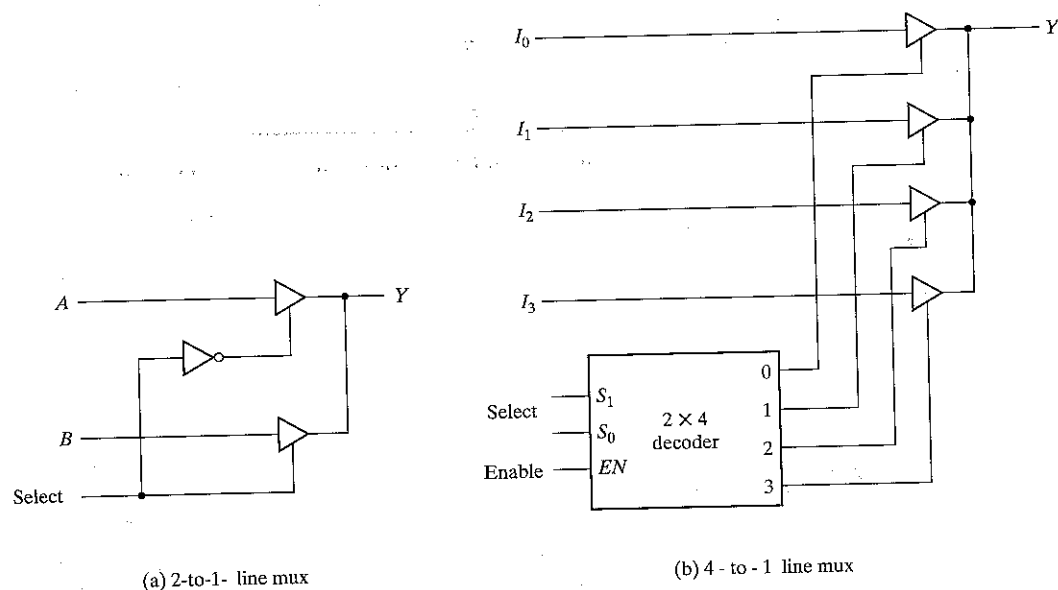 A
Y
B
Select
(a) 2-to-1- line mux
I₀
Y
I₁
I₂
I₃
Select
S₁
S₀
Enable
EN
2 × 4
decoder
0
1
2
3
(b) 4 - to - 1 line mux